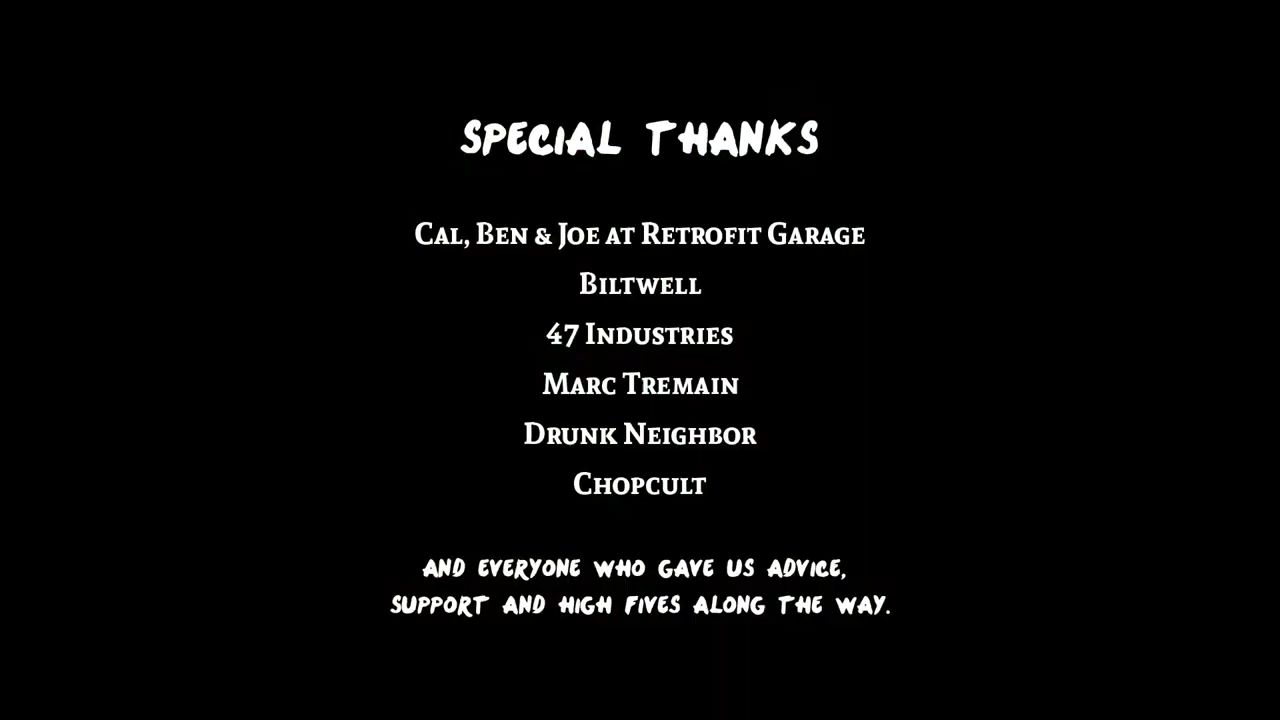 SPECIAL THANKS
Cal, Ben & Joe at Retrofit Garage
Biltwell
47 Industries
Marc Tremain
Drunk Neighbor
Chopcult
AND EVERYONE WHO GAVE US ADVICE,
SUPPORT AND HIGH FIVES ALONG THE WAY.